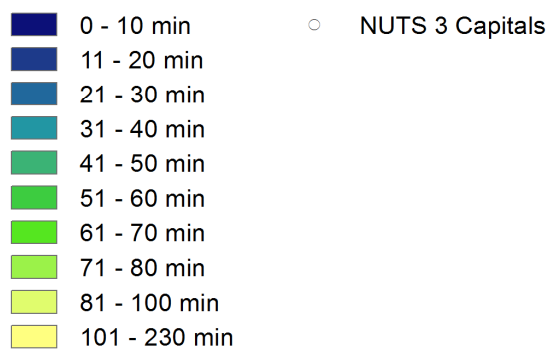 0 - 10 min
11 - 20 min
21 - 30 min
31 - 40 min
41 - 50 min
51 - 60 min
61 - 70 min
71 - 80 min
81 - 100 min
101 - 230 min
NUTS 3 Capitals